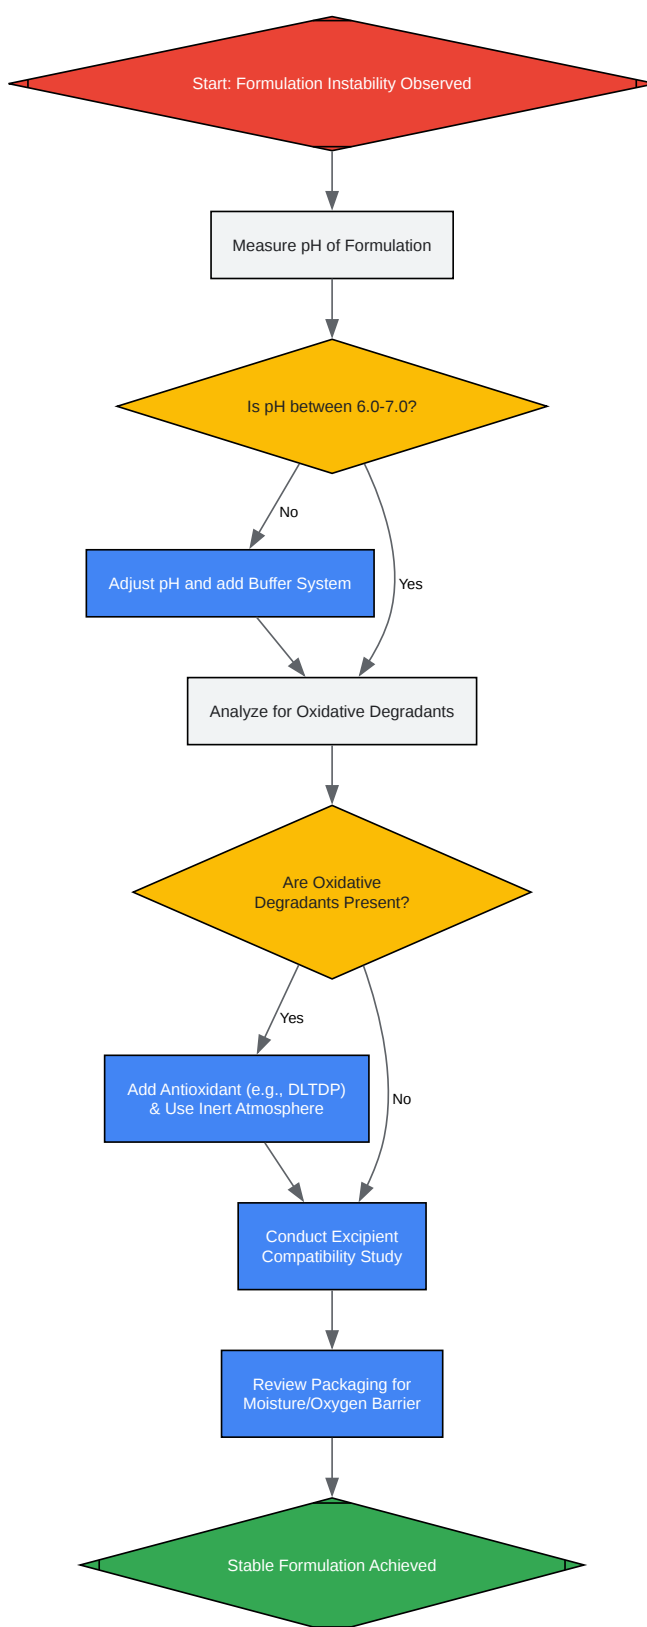 Start: Formulation Instability Observed
Measure pH of Formulation
Is pH between 6.0-7.0?
No
Adjust pH and add Buffer System
Yes
Analyze for Oxidative Degradants
Are Oxidative
Degradants Present?
Yes
Add Antioxidant (e.g., DLTDP)
& Use Inert Atmosphere
No
Conduct Excipient
Compatibility Study
Review Packaging for
Moisture/Oxygen Barrier
Stable Formulation Achieved